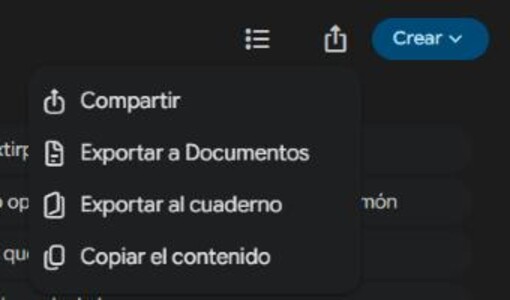 Crear
Compartir
Exportar a Documentos
Exportar al cuaderno
Copiar el contenido